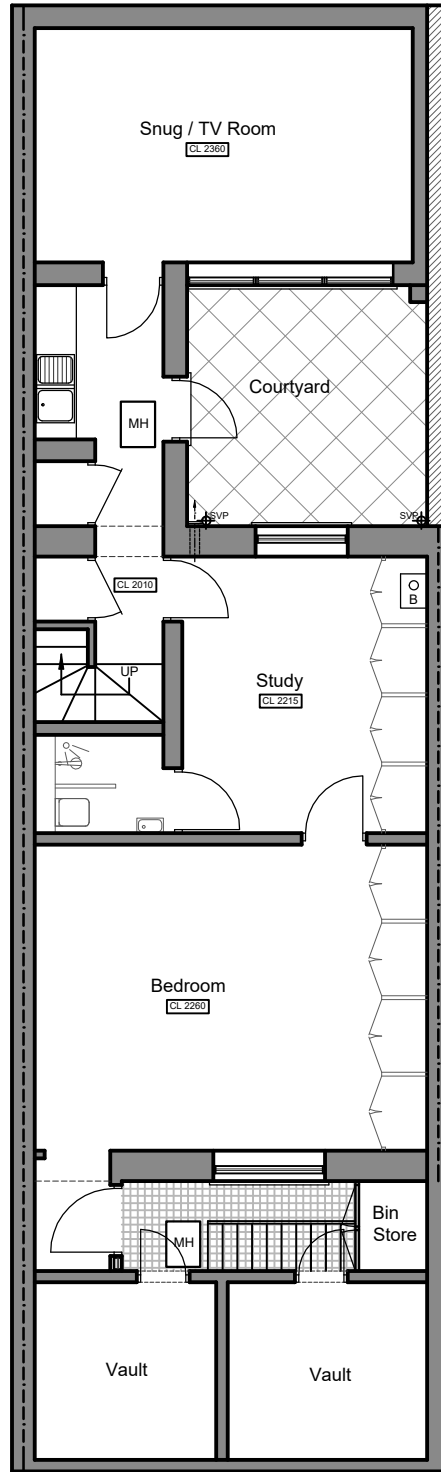 Snug / TV Room
CL 2360
Courtyard
MH
SVP
SVP
CL 2010
B
UP
Study
CL 2215
Bedroom
CL 2260
Bin
Store
MH
Vault
Vault